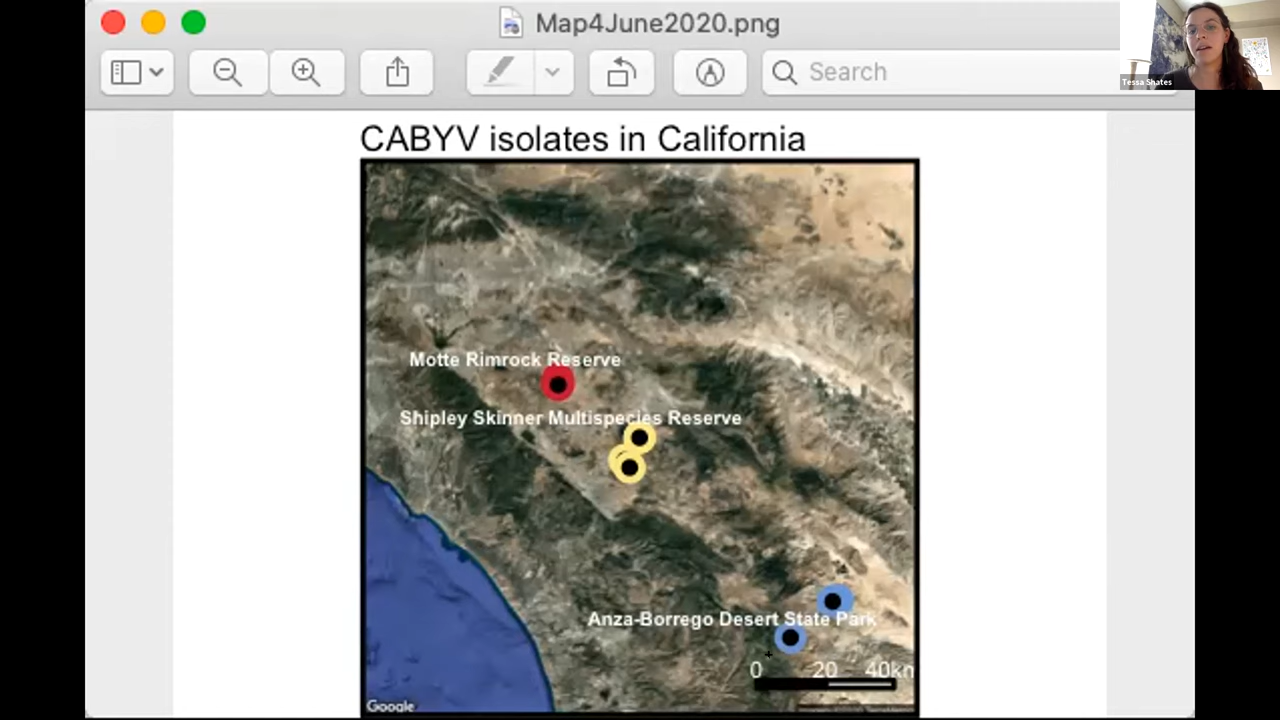 Map4June2020.png
Search
Tessa Shates
CABYV isolates in California
Motte Rimrock Reserve
Shipley Skinner Multispecies Reserve
Anza-Borrego Desert State Park
0 20 40kn
Google